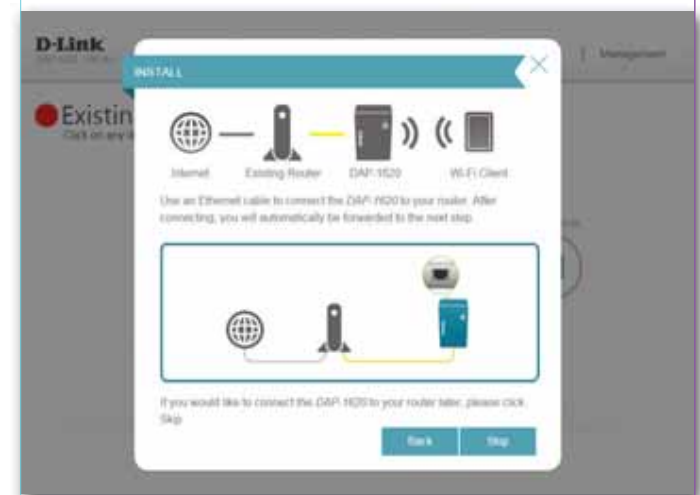 D-Link
Management
INSTALL
Existin
Click on any
Internet
Existing Router
DAP-1620
Wi-Fi Client
Use an Ethernet cable to connect the DAP-1620 to your router. After
connecting, you will automatically be forwarded to the next step.
If you would like to connect the DAP-1620 to your router later, please click
Skip.
Back
Skip